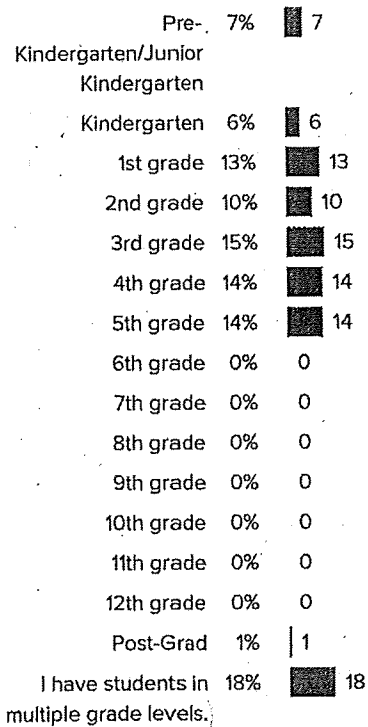 Pre- 7% 7
Kindergarten/Junior
Kindergarten
Kindergarten 6% 6
1st grade 13% 13
2nd grade 10% 10
3rd grade 15% 15
4th grade 14% 14
5th grade 14% 14
6th grade 0% 0
7th grade 0% 0
8th grade 0% 0
9th grade 0% 0
10th grade 0% 0
11th grade 0% 0
12th grade 0% 0
Post-Grad 1% 1
I have students in 18% 18
multiple grade levels.